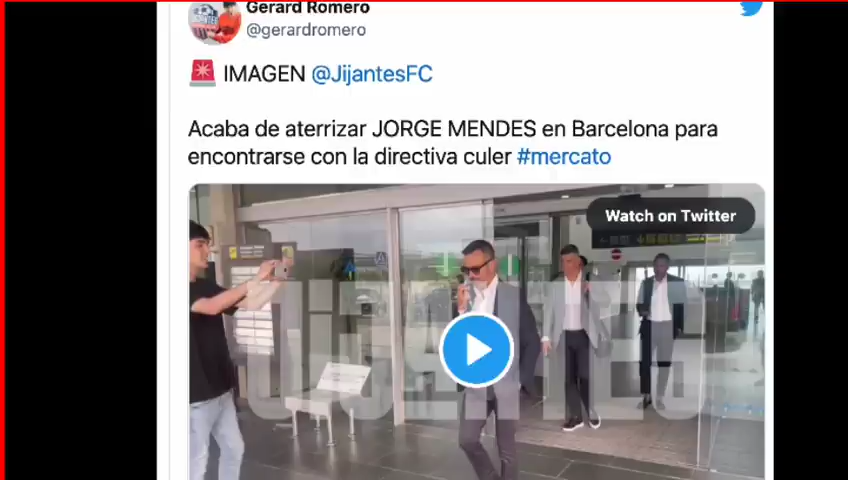 Gerard Romero
@gerardromero
IMAGEN @JijantesFC
Acaba de aterrizar JORGE MENDES en Barcelona para
encontrarse con la directiva culer #mercato
Watch on Twitter
JIJANTES